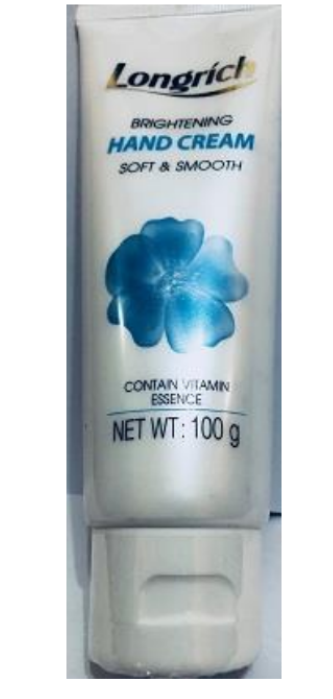 Longrich
BRIGHTENING
HAND CREAM
SOFT & SMOOTH
CONTAIN VITAMIN
ESSENCE
NET WT: 100 g